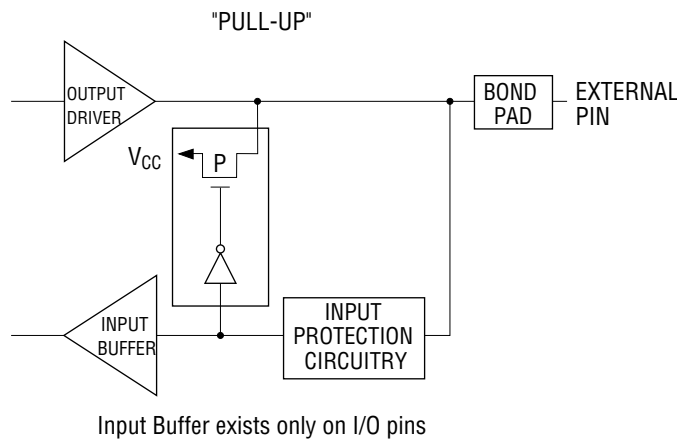 "PULL-UP"
OUTPUT
DRIVER
BOND
PAD
EXTERNAL
PIN
VCC
P
INPUT
BUFFER
INPUT
PROTECTION
CIRCUITRY
Input Buffer exists only on I/O pins